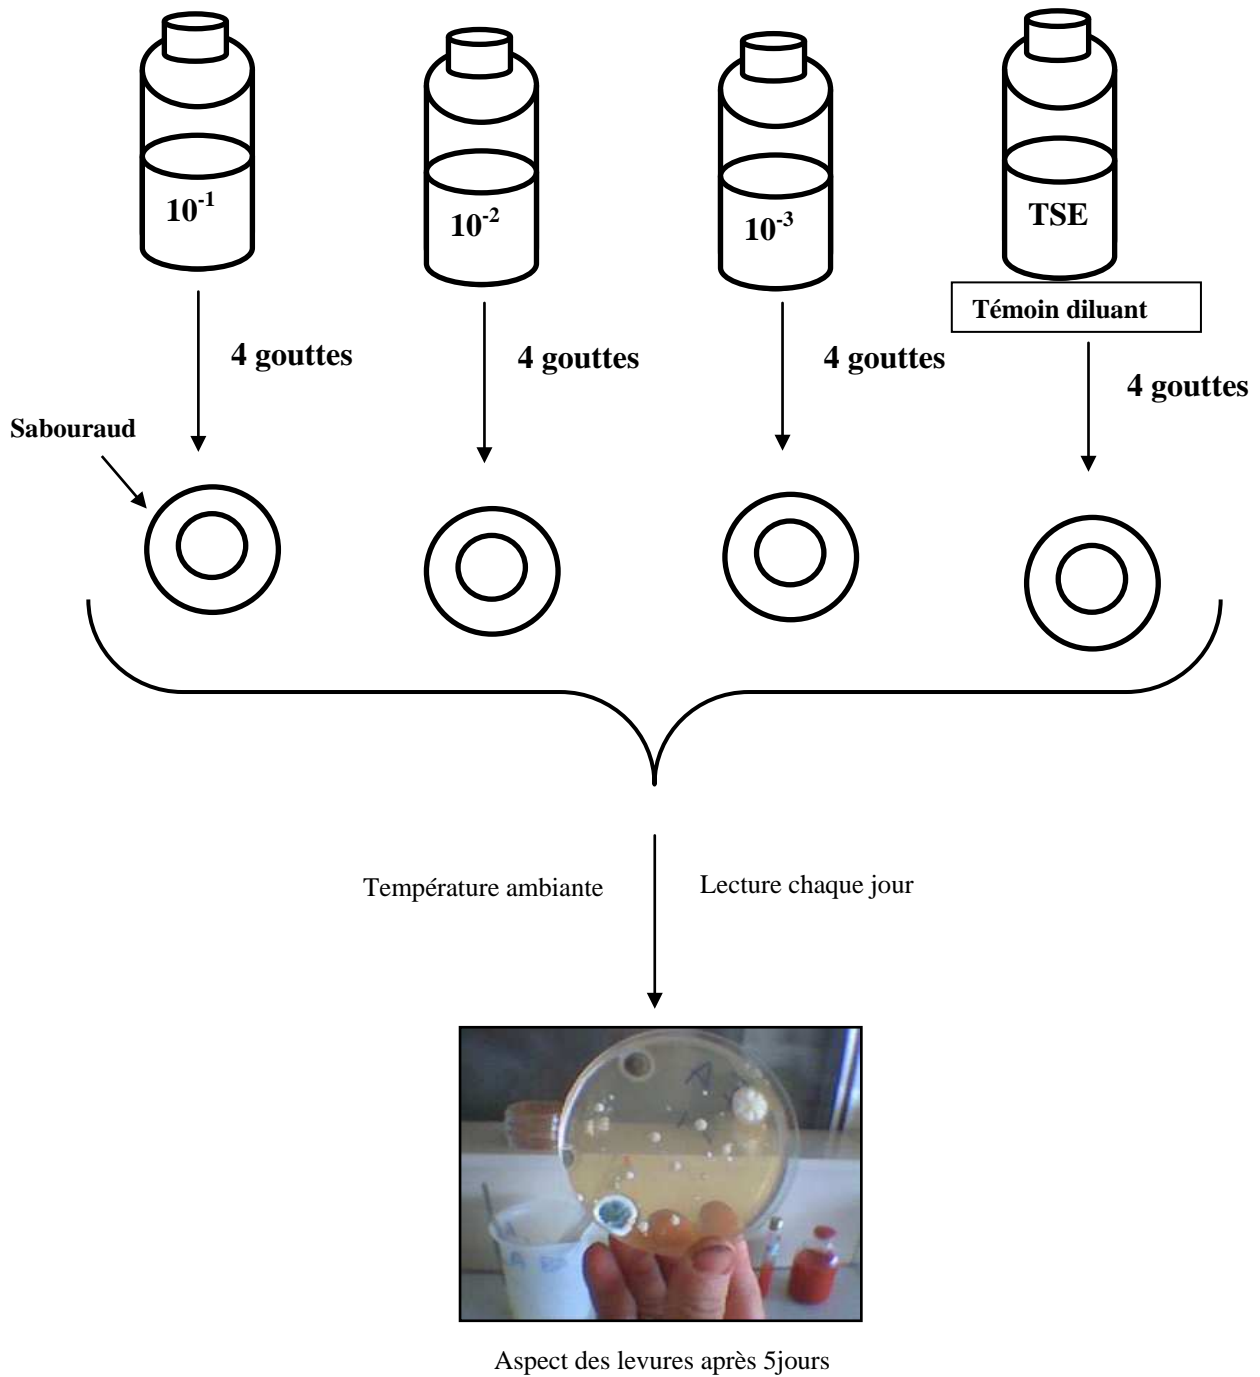 10⁻¹
10⁻²
10⁻³
TSE
Témoin diluant
4 gouttes
4 gouttes
4 gouttes
4 gouttes
Sabouraud
Température ambiante
Lecture chaque jour
A
Aspect des levures après 5jours